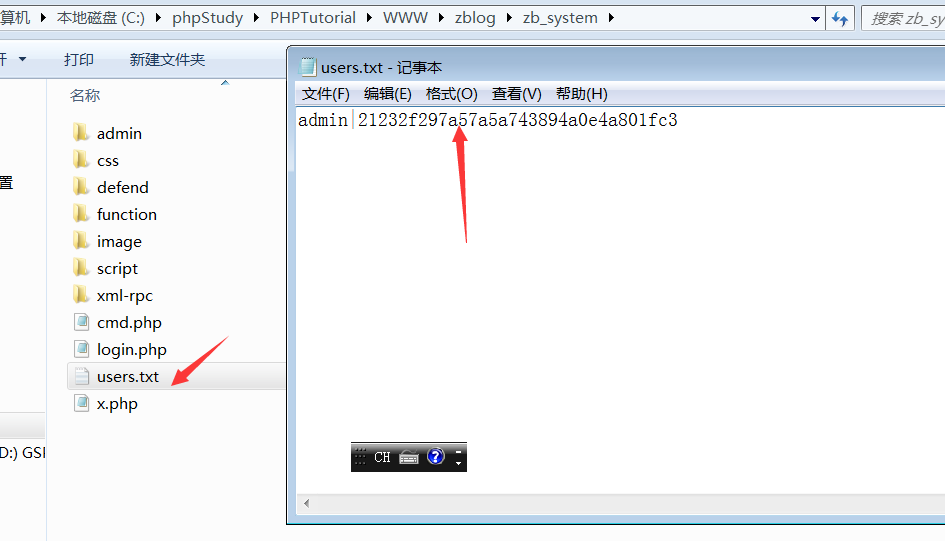 算机 本地磁盘 (C:) phpStudy PHPTutorial WWW zblog zb_system 搜索 zb_sy
打印 新建文件夹
名称
admin
css
defend
function
image
script
xml-rpc
cmd.php
login.php
users.txt
x.php
置
D:) GSI
users.txt - 记事本
文件(F) 编辑(E) 格式(O) 查看(V) 帮助(H)
admin|21232f297a57a5a743894a0e4a801fc3
CH